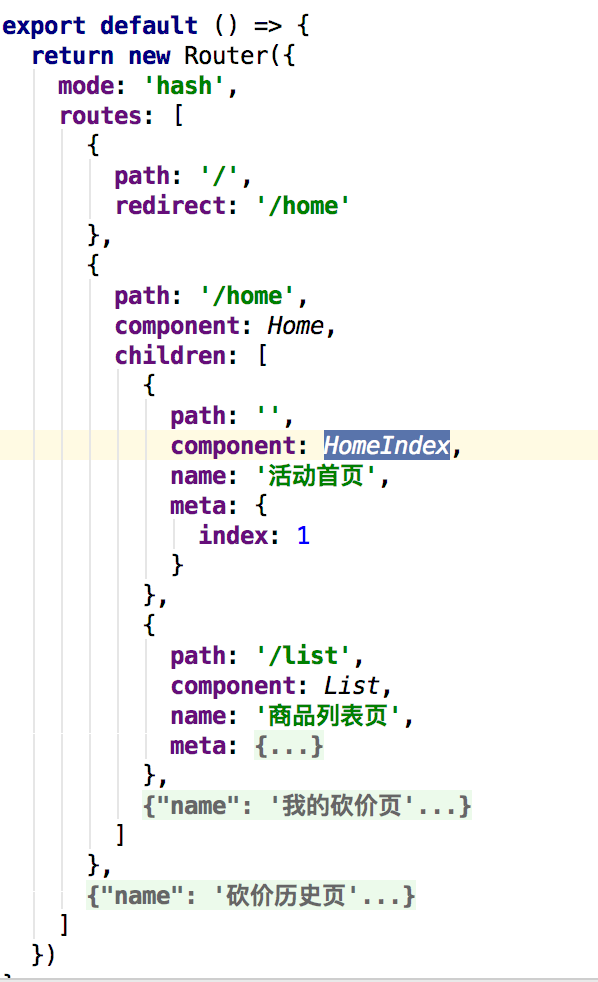 export default () => {
  return new Router({
    mode: 'hash',
    routes: [
      {
        path: '/',
        redirect: '/home'
      },
      {
        path: '/home',
        component: Home,
        children: [
          {
            path: '',
            component: HomeIndex,
            name: '活动首页',
            meta: {
              index: 1
            }
          },
          {
            path: '/list',
            component: List,
            name: '商品列表页',
            meta: {...}
          },
          {"name": '我的砍价页'...}
        ]
      },
      {"name": '砍价历史页'...}
    ]
  })